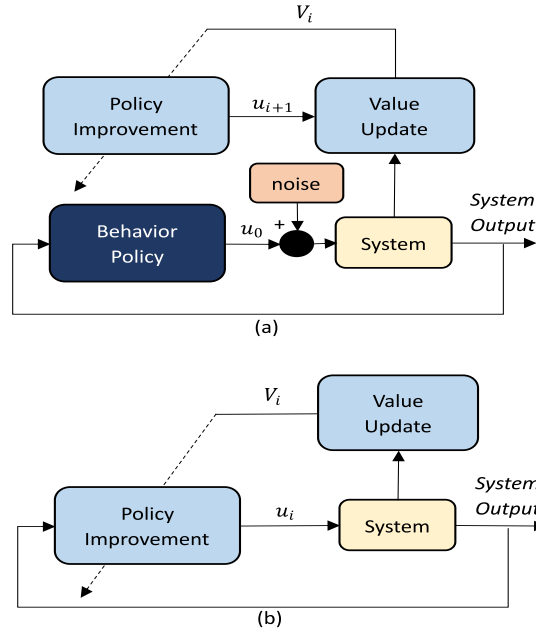 V_i
Policy
Improvement
u_{i+1}
Value
Update
noise
System
Output
Behavior
Policy
u_0
+
System
(a)
V_i
Value
Update
System
Output
Policy
Improvement
u_i
System
(b)